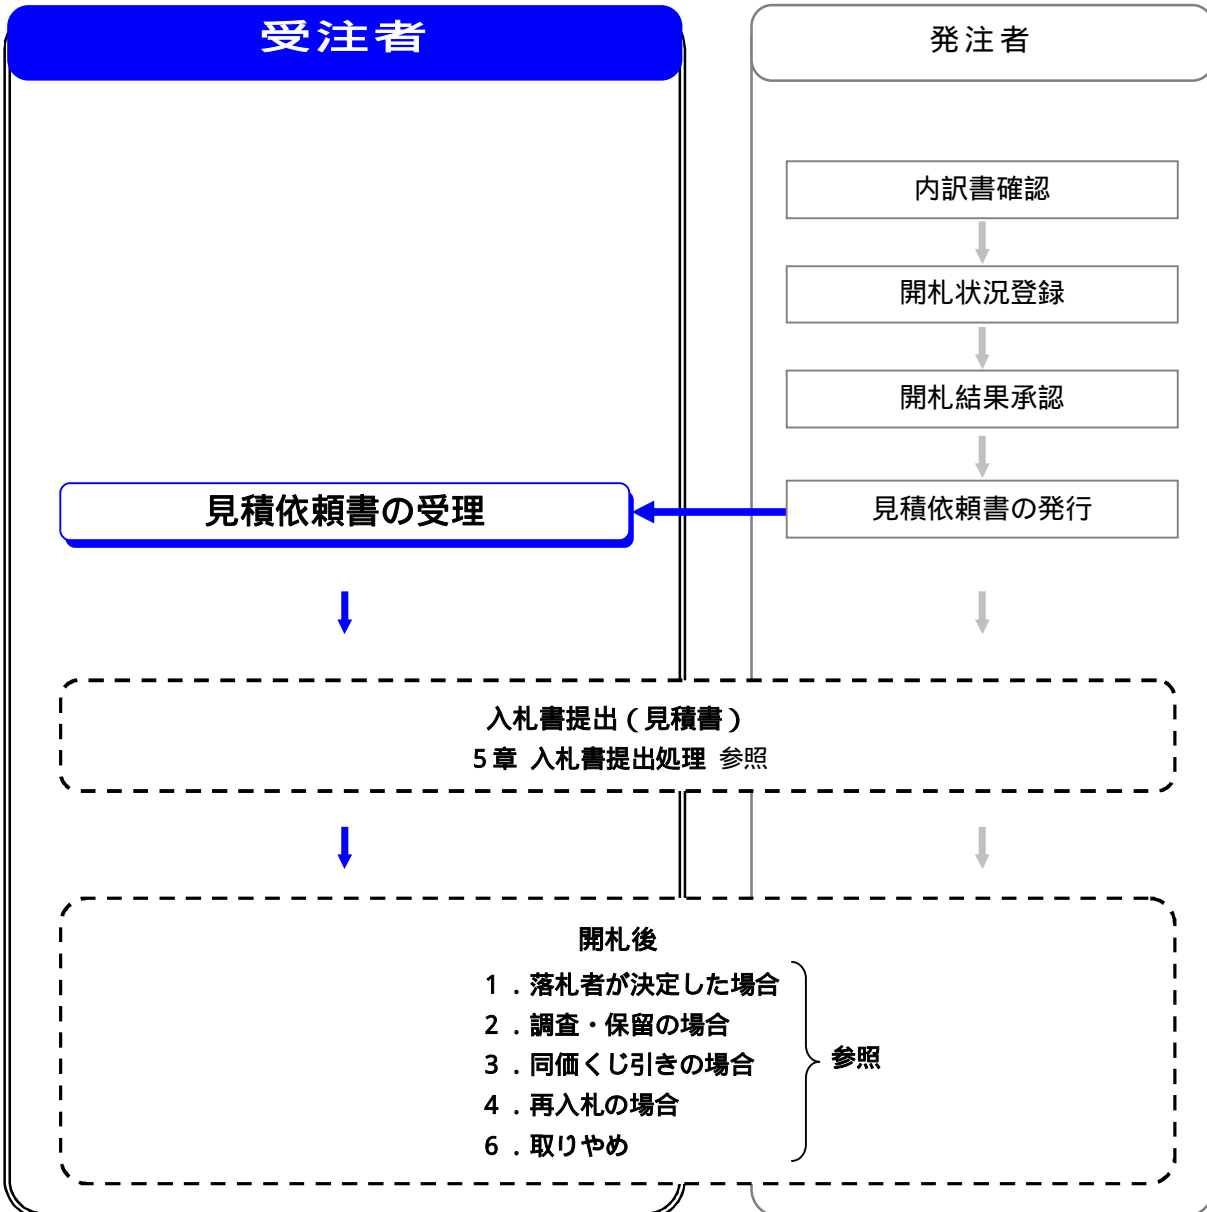 受注者
発注者
内訳書確認
開札状況登録
開札結果承認
見積依頼書の受理
見積依頼書の発行
入札書提出(見積書)
5章 入札書提出処理 参照
開札後
1.落札者が決定した場合
2.調査・保留の場合
3.同価くじ引きの場合
参照
4.再入札の場合
6.取りやめ